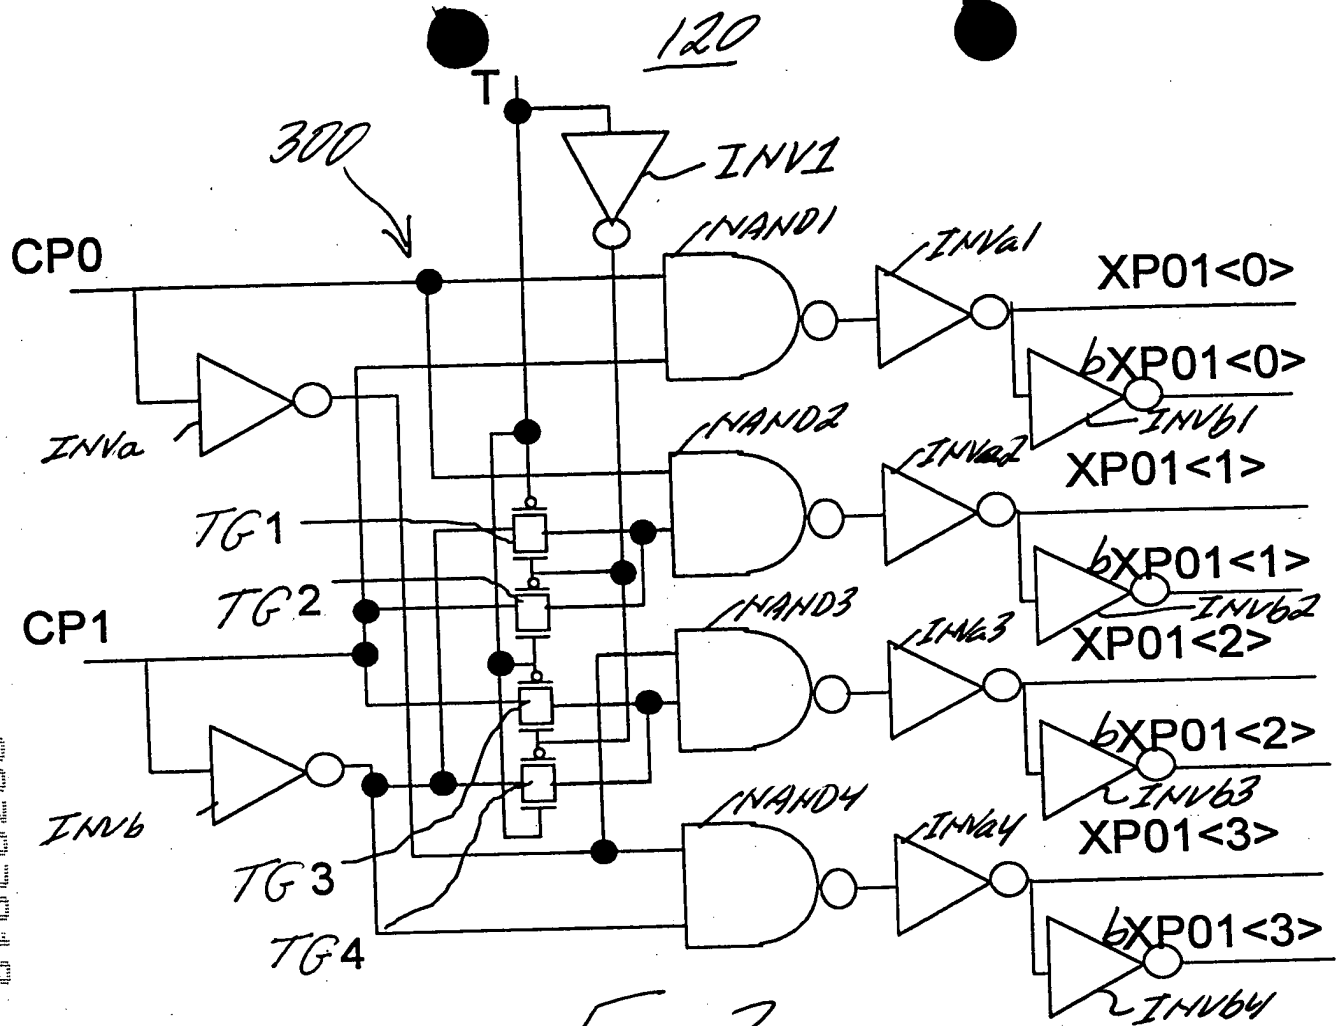 120
T
300
INV1
NAND1
INVa1
CP0
XP01<0>
bXP01<0>
INVb1
INVa
NAND2
INVa2
XP01<1>
TG1
bXP01<1>
INVb2
TG2
NAND3
INVa3
CP1
XP01<2>
bXP01<2>
INVb3
INVb
NAND4
INVa4
XP01<3>
TG3
bXP01<3>
TG4
INVb4